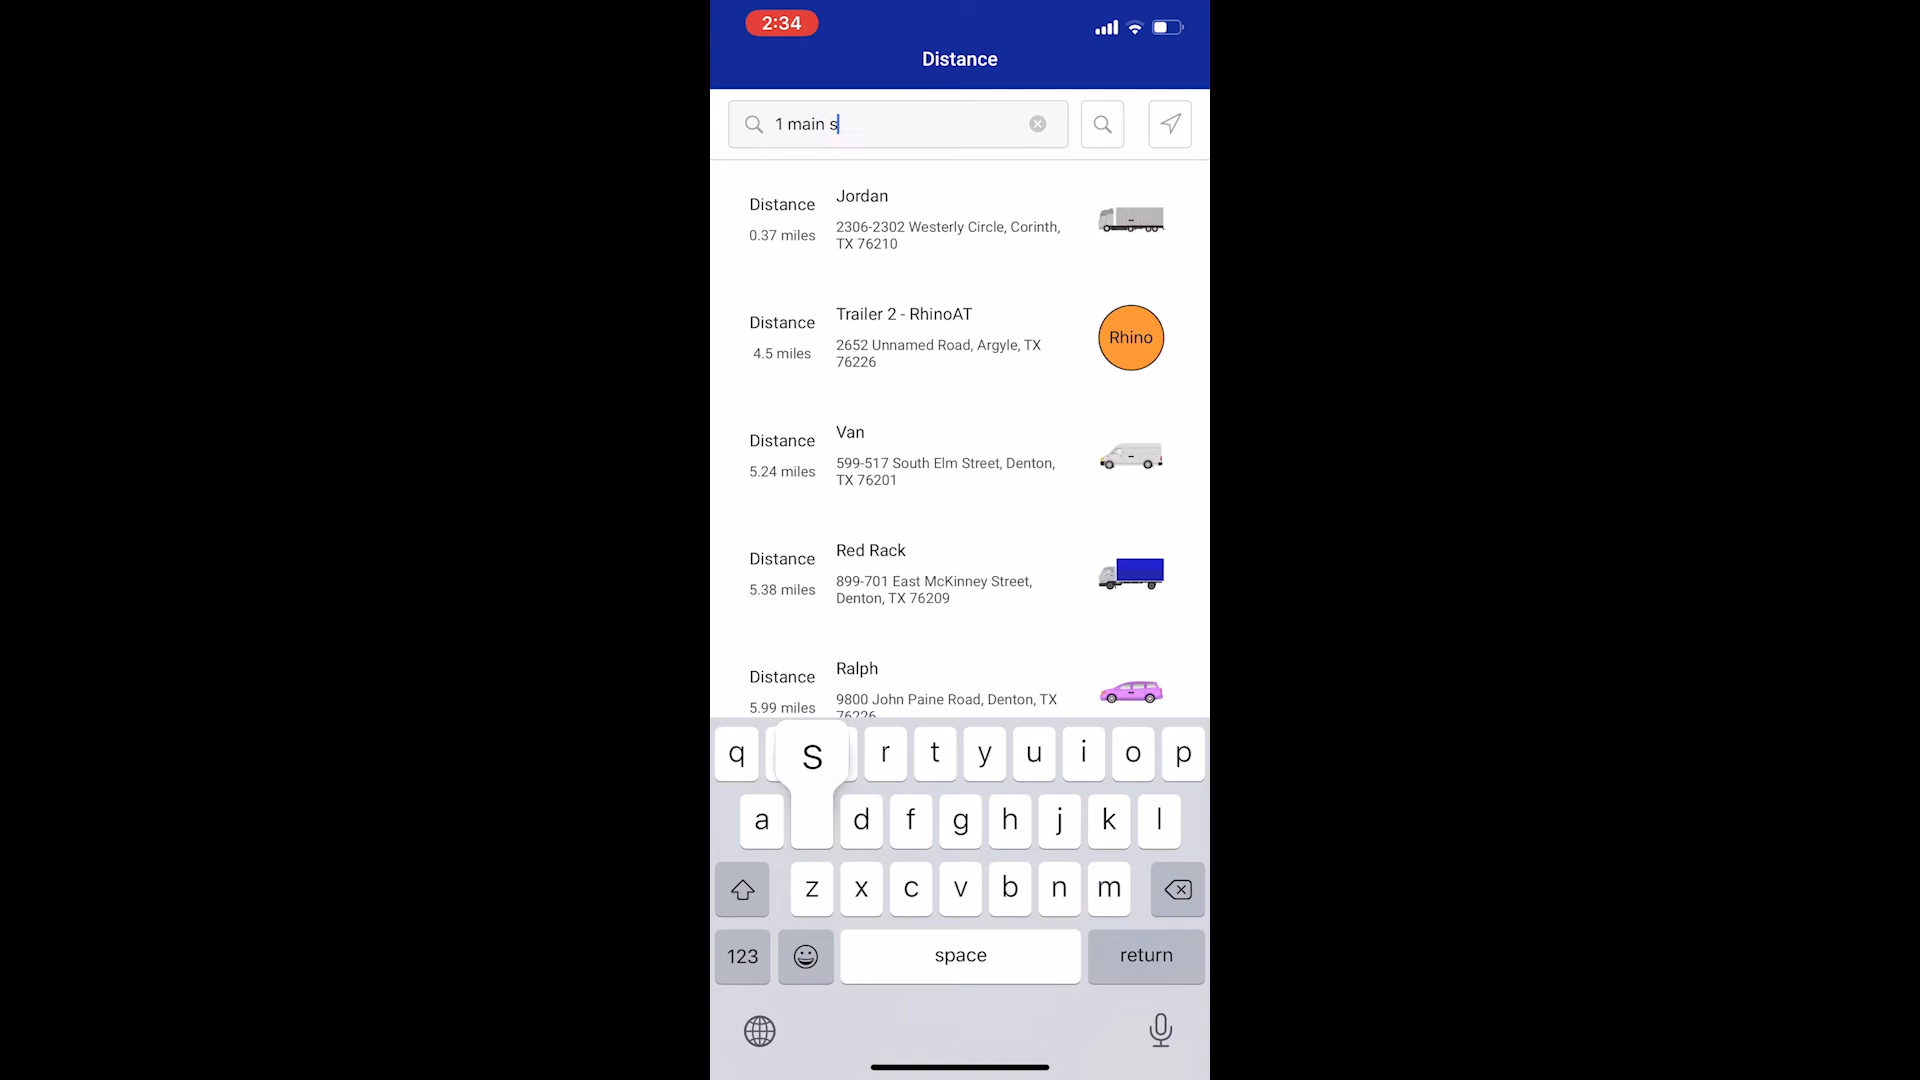 2:34
Distance
1 main s
Distance
0.37 miles
Jordan
2306-2302 Westerly Circle, Corinth,
TX 76210
Distance
4.5 miles
Trailer 2 - RhinoAT
2652 Unnamed Road, Argyle, TX
76226
Rhino
Distance
5.24 miles
Van
599-517 South Elm Street, Denton,
TX 76201
Distance
5.38 miles
Red Rack
899-701 East McKinney Street,
Denton, TX 76209
Distance
5.99 miles
Ralph
9800 John Paine Road, Denton, TX
76226
q S r t y u i o p
a d f g h j k l
z x c v b n m
123 space return